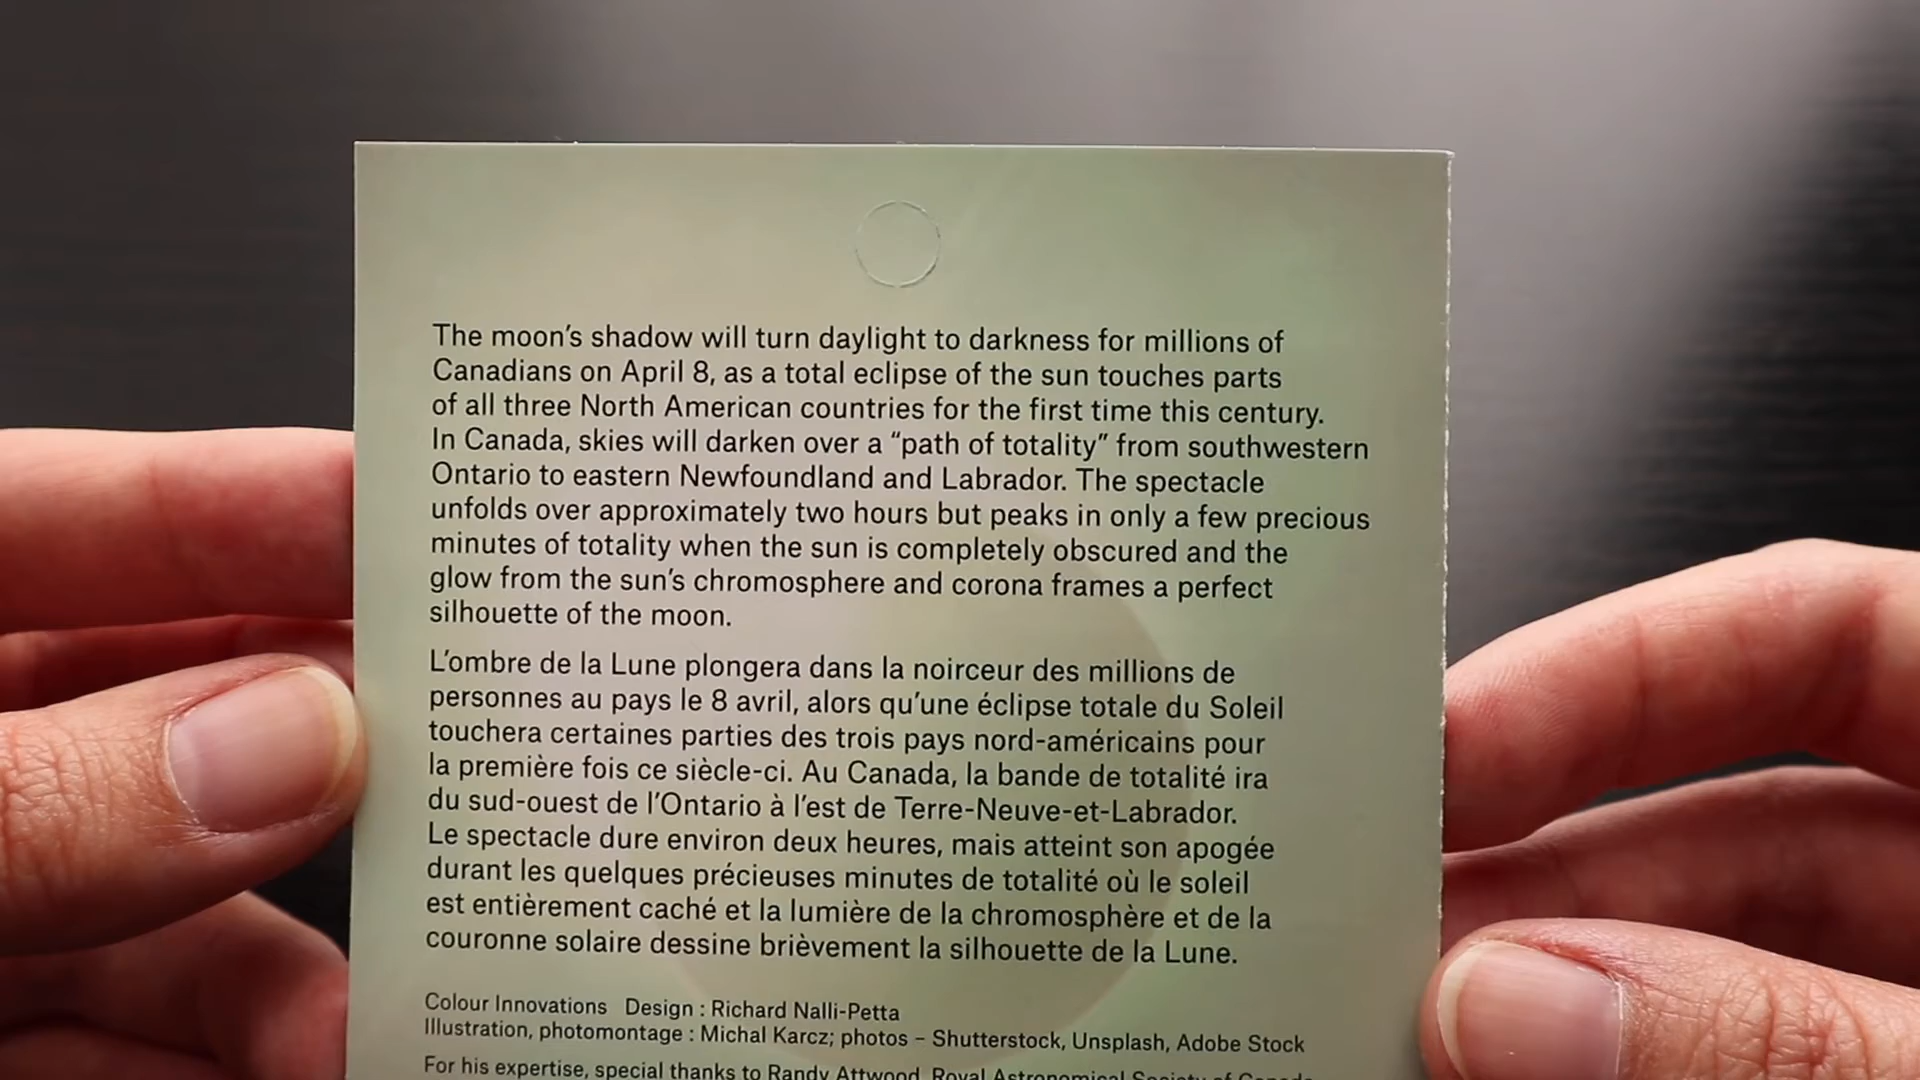 The moon's shadow will turn daylight to darkness for millions of
Canadians on April 8, as a total eclipse of the sun touches parts
of all three North American countries for the first time this century.
In Canada, skies will darken over a “path of totality” from southwestern
Ontario to eastern Newfoundland and Labrador. The spectacle
unfolds over approximately two hours but peaks in only a few precious
minutes of totality when the sun is completely obscured and the
glow from the sun's chromosphere and corona frames a perfect
silhouette of the moon.
L'ombre de la Lune plongera dans la noirceur des millions de
personnes au pays le 8 avril, alors qu'une éclipse totale du Soleil
touchera certaines parties des trois pays nord-américains pour
la première fois ce siècle-ci. Au Canada, la bande de totalité ira
du sud-ouest de l'Ontario à l'est de Terre-Neuve-et-Labrador.
Le spectacle dure environ deux heures, mais atteint son apogée
durant les quelques précieuses minutes de totalité où le soleil
est entièrement caché et la lumière de la chromosphère et de la
couronne solaire dessine brièvement la silhouette de la Lune.
Colour Innovations Design : Richard Nalli-Petta
Illustration, photomontage : Michal Karcz; photos – Shutterstock, Unsplash, Adobe Stock
For his expertise, special thanks to Randy Attwood, Royal Astronomical Society of Canada